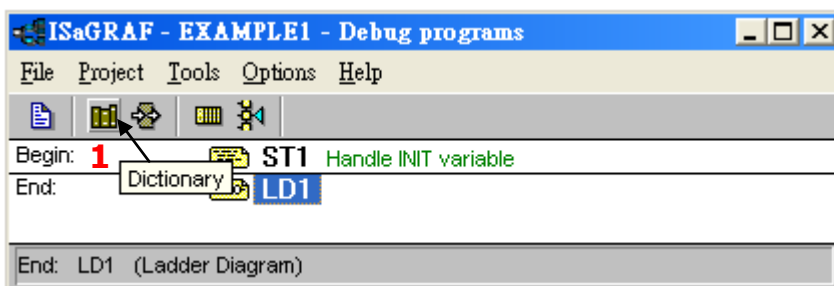 ISaGRAF - EXAMPLE1 - Debug programs
File Project Tools Options Help
Begin: 1 ST1 Handle INIT variable
Dictionary
End: LD1
End: LD1 (Ladder Diagram)